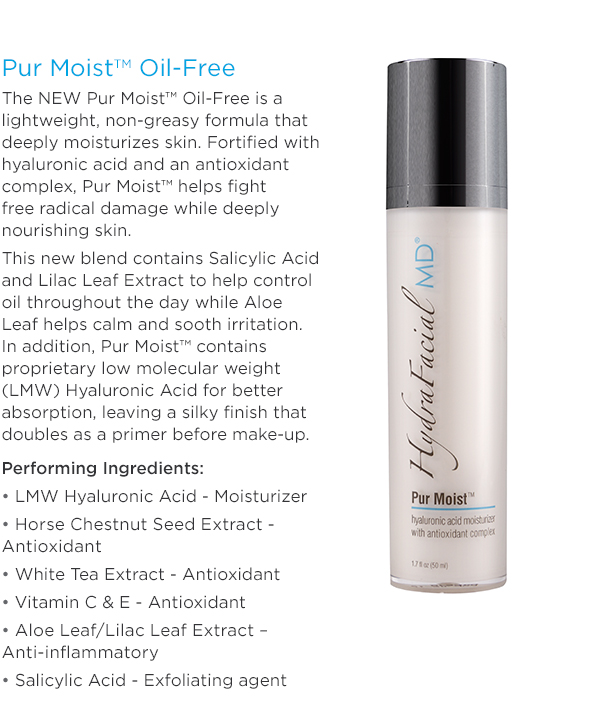 Pur Moist™ Oil-Free
The NEW Pur Moist™ Oil-Free is a
lightweight, non-greasy formula that
deeply moisturizes skin. Fortified with
hyaluronic acid and an antioxidant
complex, Pur Moist™ helps fight
free radical damage while deeply
nourishing skin.
This new blend contains Salicylic Acid
and Lilac Leaf Extract to help control
oil throughout the day while Aloe
Leaf helps calm and sooth irritation.
In addition, Pur Moist™ contains
proprietary low molecular weight
(LMW) Hyaluronic Acid for better
absorption, leaving a silky finish that
doubles as a primer before make-up.
Performing Ingredients:
• LMW Hyaluronic Acid - Moisturizer
• Horse Chestnut Seed Extract -
Antioxidant
• White Tea Extract - Antioxidant
• Vitamin C & E - Antioxidant
• Aloe Leaf/Lilac Leaf Extract –
Anti-inflammatory
• Salicylic Acid - Exfoliating agent
HydraFacial MD®
Pur Moist™
hyaluronic acid moisturizer
with antioxidant complex
1.7 fl oz (50 ml)